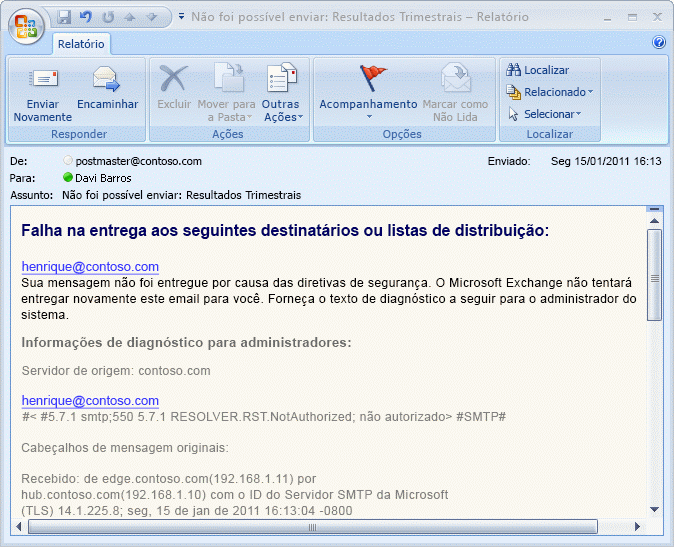 Não foi possível enviar: Resultados Trimestrais – Relatório
Relatório
Enviar Novamente
Encaminhar
Responder
Excluir
Mover para a Pasta
Outras Ações
Ações
Acompanhamento
Marcar como Não Lida
Opções
Localizar
Relacionado
Selecionar
Localizar
De: postmaster@contoso.com Enviado: Seg 15/01/2011 16:13
Para: Davi Barros
Assunto: Não foi possível enviar: Resultados Trimestrais
Falha na entrega aos seguintes destinatários ou listas de distribuição:
henrique@contoso.com
Sua mensagem não foi entregue por causa das diretivas de segurança. O Microsoft Exchange não tentará
entregar novamente este email para você. Forneça o texto de diagnóstico a seguir para o administrador do
sistema.
Informações de diagnóstico para administradores:
Servidor de origem: contoso.com
henrique@contoso.com
#< #5.7.1 smtp;550 5.7.1 RESOLVER.RST.NotAuthorized; não autorizado> #SMTP#
Cabeçalhos de mensagem originais:
Recebido: de edge.contoso.com(192.168.1.11) por
hub.contoso.com(192.168.1.10) com o ID do Servidor SMTP da Microsoft
(TLS) 14.1.225.8; seg, 15 de jan de 2011 16:13:04 -0800